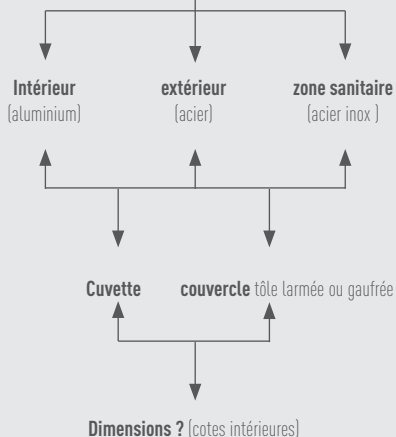 Intérieur extérieur zone sanitaire
(aluminium) (acier) (acier inox )
Cuvette couvercle tôle larmée ou gaufrée
Dimensions ? (cotes intérieures)